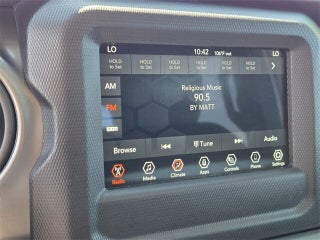 LO 10:42 106°F out LO
HOLD to Set HOLD to Set HOLD to Set HOLD to Set HOLD to Set HOLD to Set
AM
Religious Music
FM
90.5
BY MATT
SXM
Browse Tune Audio
Radio Media Climate Apps Controls Phone Settings